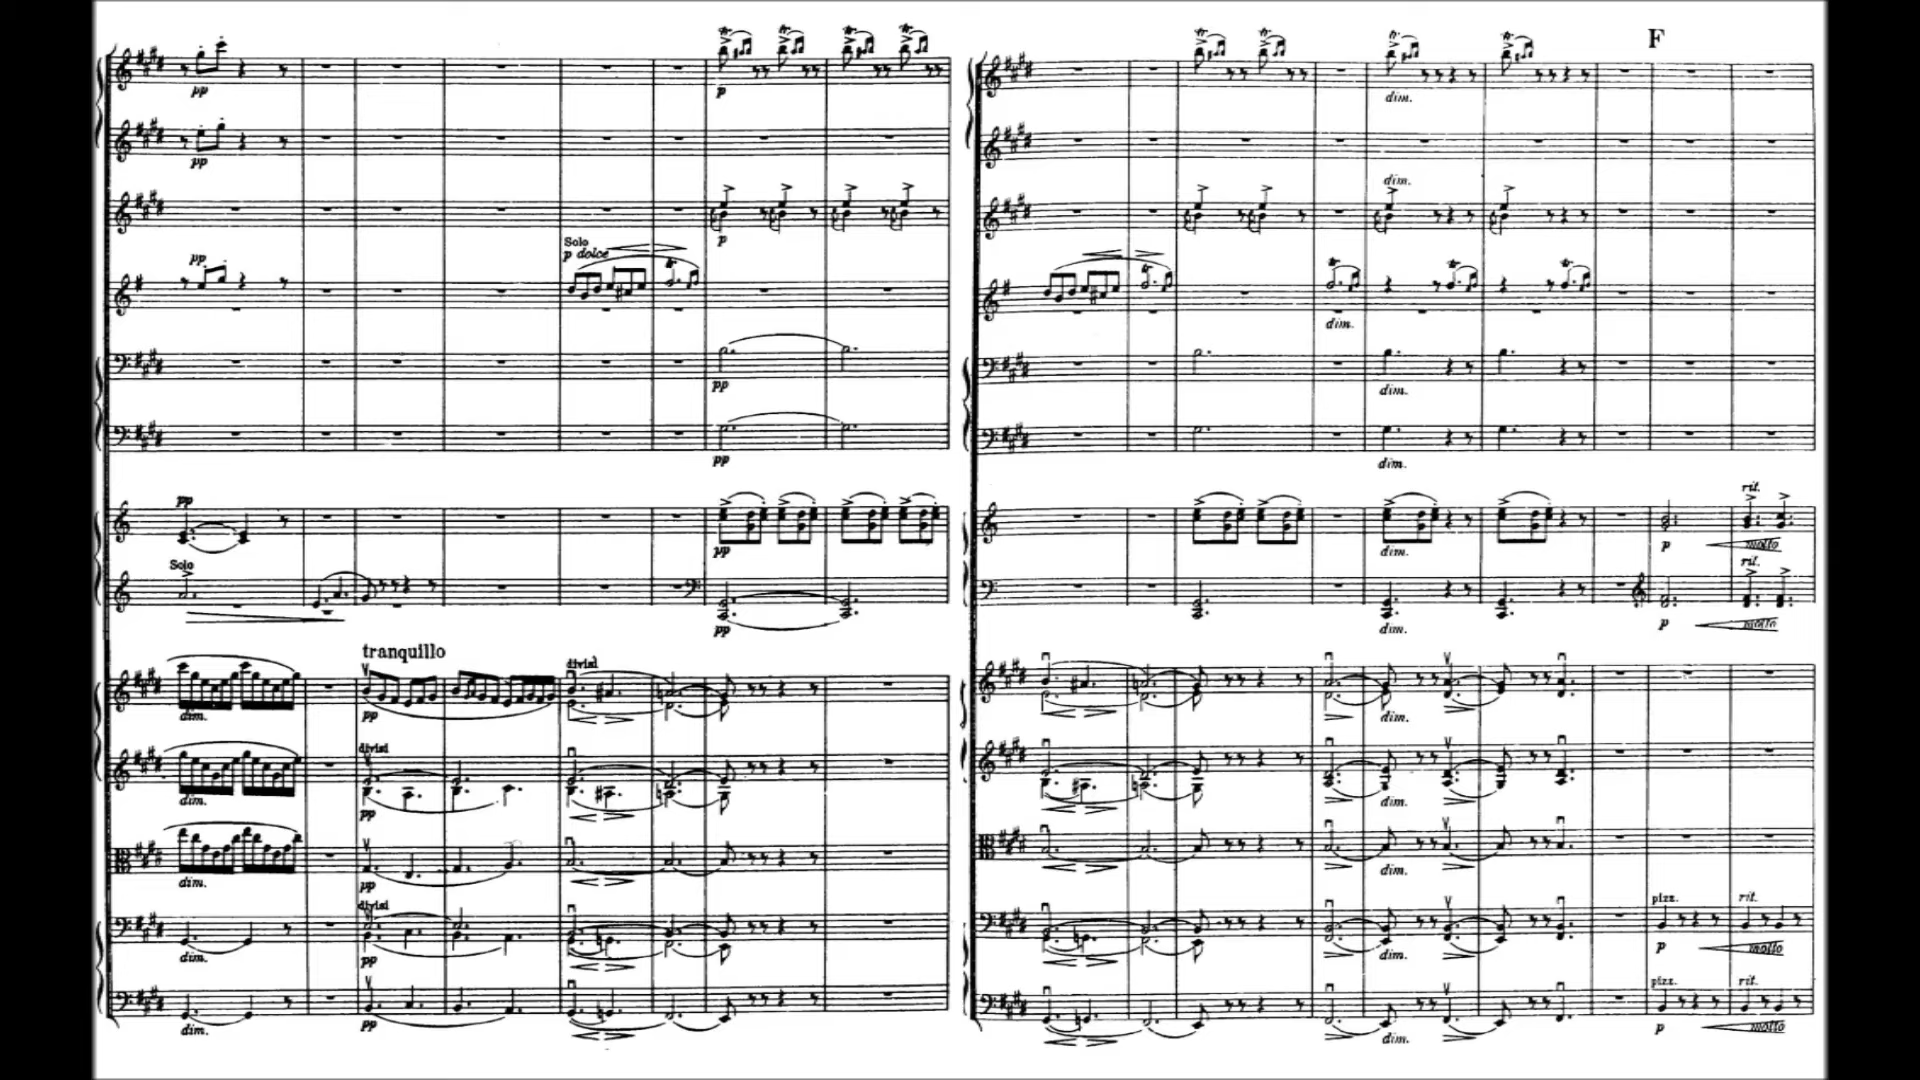 F
pp
p
dim.
pp
dim.
p
Solo
p dolce
pp
dim.
pp
dim.
pp
dim.
pp
pp
dim.
p
rit.
molto
Solo
pp
dim.
p
rit.
molto
tranquillo
dim.
pp
divisi
dim.
divisi
dim.
pp
dim.
dim.
pp
dim.
divisi
dim.
pp
dim.
pizz.
rit.
p
molto
dim.
pp
dim.
pizz.
rit.
p
molto